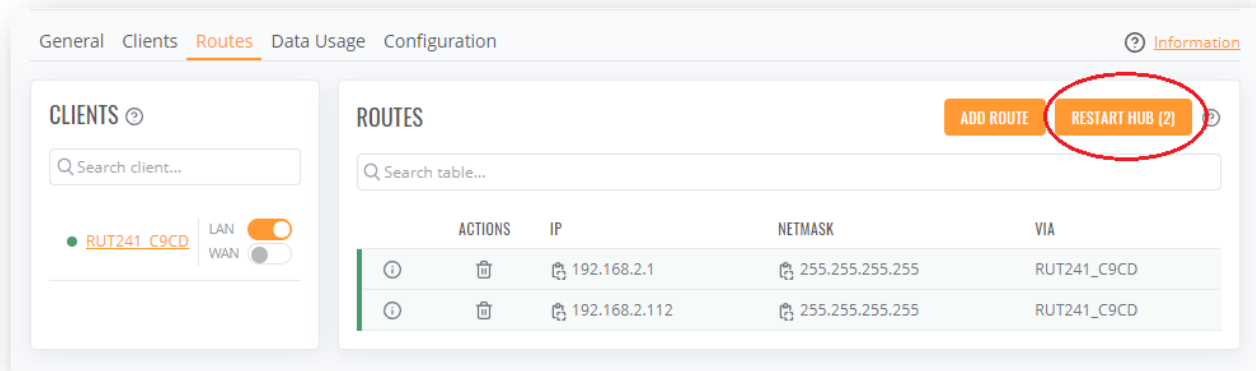 General Clients Routes Data Usage Configuration Information
CLIENTS
Search client...
RUT241_C9CD
LAN
WAN
ROUTES
ADD ROUTE
RESTART HUB (2)
Search table...
ACTIONS IP NETMASK VIA
192.168.2.1 255.255.255.255 RUT241_C9CD
192.168.2.112 255.255.255.255 RUT241_C9CD